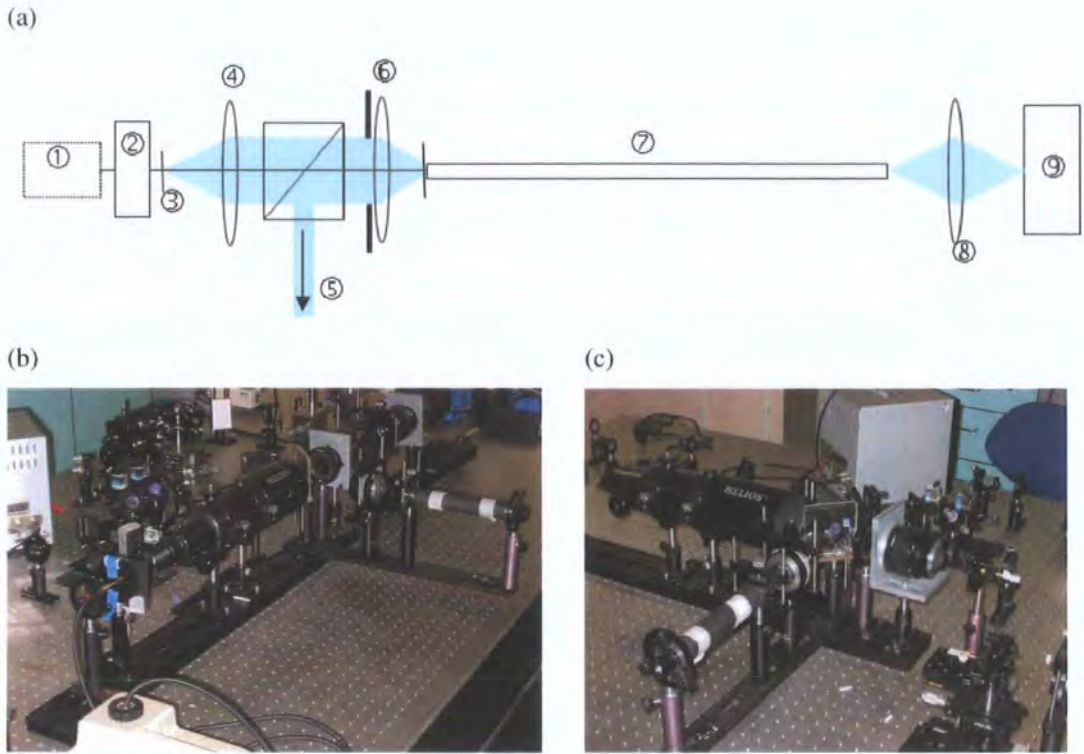 (a)
④
⑥
①
②
③
⑤
⑦
⑧
⑨
(b)
(c)
HELIOS